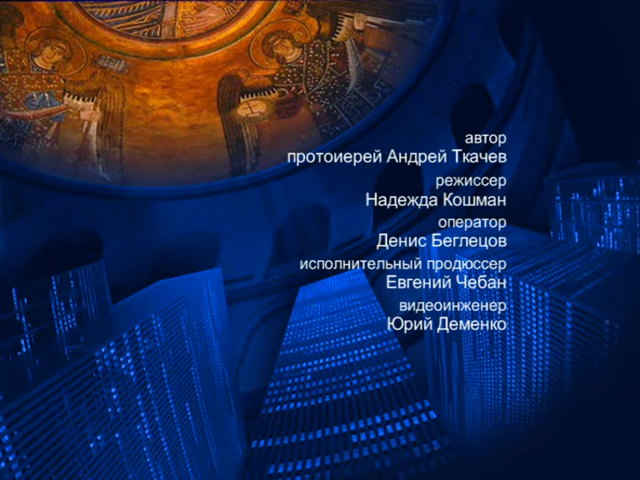 автор
протоиерей Андрей Ткачев
режиссер
Надежда Кошман
оператор
Денис Беглецов
исполнительный продюссер
Евгений Чебан
видеоинженер
Юрий Деменко